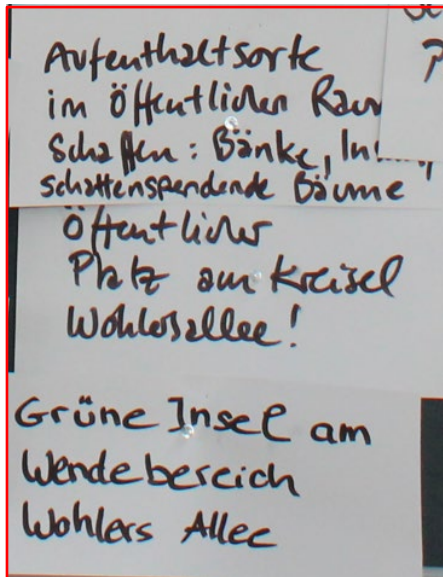 Aufenthaltsorte
im Öffentlichen Raum
schaffen: Bänke,
schattenspendende Bäume
Öffentlicher
Platz am Kreisel
Wohlersallee!
Grüne Insel am
Wendebereich
Wohlers Allee